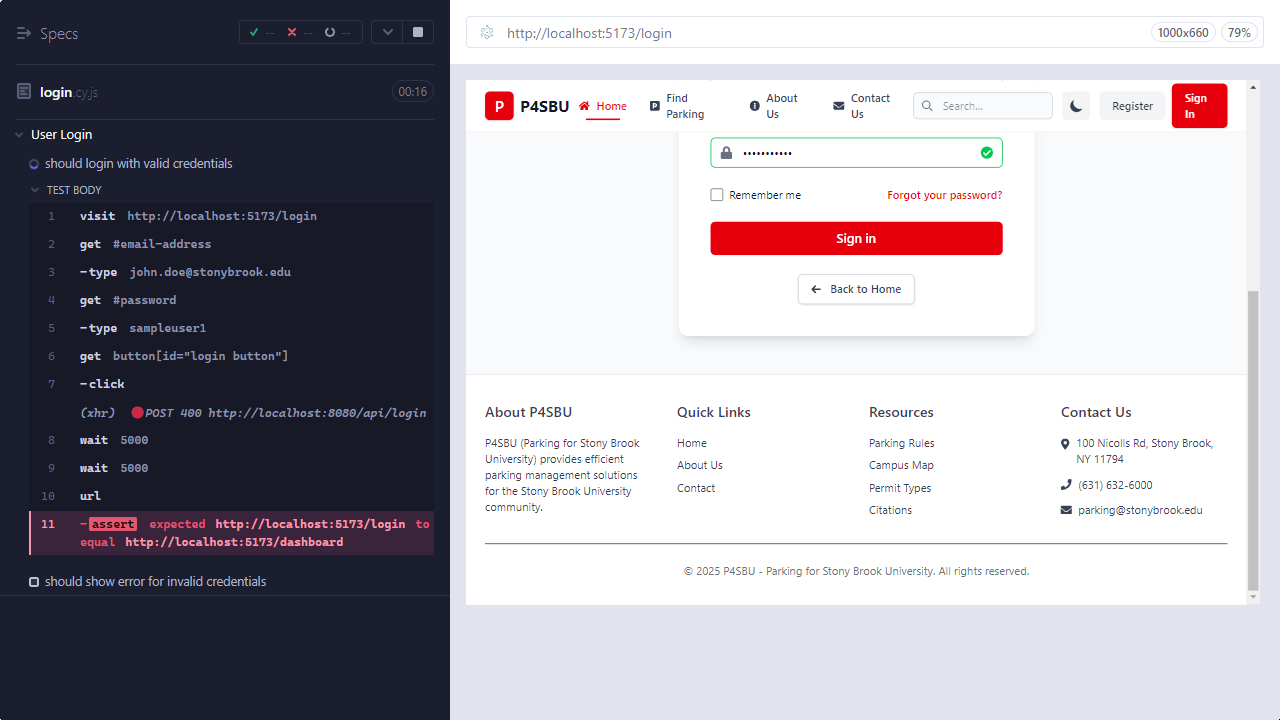 Specs
-- -- --
login.cy.js
00:16
User Login
should login with valid credentials
TEST BODY
1 visit http://localhost:5173/login
2 get #email-address
3 -type john.doe@stonybrook.edu
4 get #password
5 -type sampleuser1
6 get button[id="login button"]
7 -click
(xhr) POST 400 http://localhost:8080/api/login
8 wait 5000
9 wait 5000
10 url
11 -assert expected http://localhost:5173/login to
equal http://localhost:5173/dashboard
should show error for invalid credentials
http://localhost:5173/login
1000x660
79%
P P4SBU
Home
Find
Parking
About
Us
Contact
Us
Search...
Register
Sign
In
•••••••••••
Remember me
Forgot your password?
Sign in
Back to Home
About P4SBU
P4SBU (Parking for Stony Brook
University) provides efficient
parking management solutions
for the Stony Brook University
community.
Quick Links
Home
About Us
Contact
Resources
Parking Rules
Campus Map
Permit Types
Citations
Contact Us
100 Nicolls Rd, Stony Brook,
NY 11794
(631) 632-6000
parking@stonybrook.edu
© 2025 P4SBU - Parking for Stony Brook University. All rights reserved.